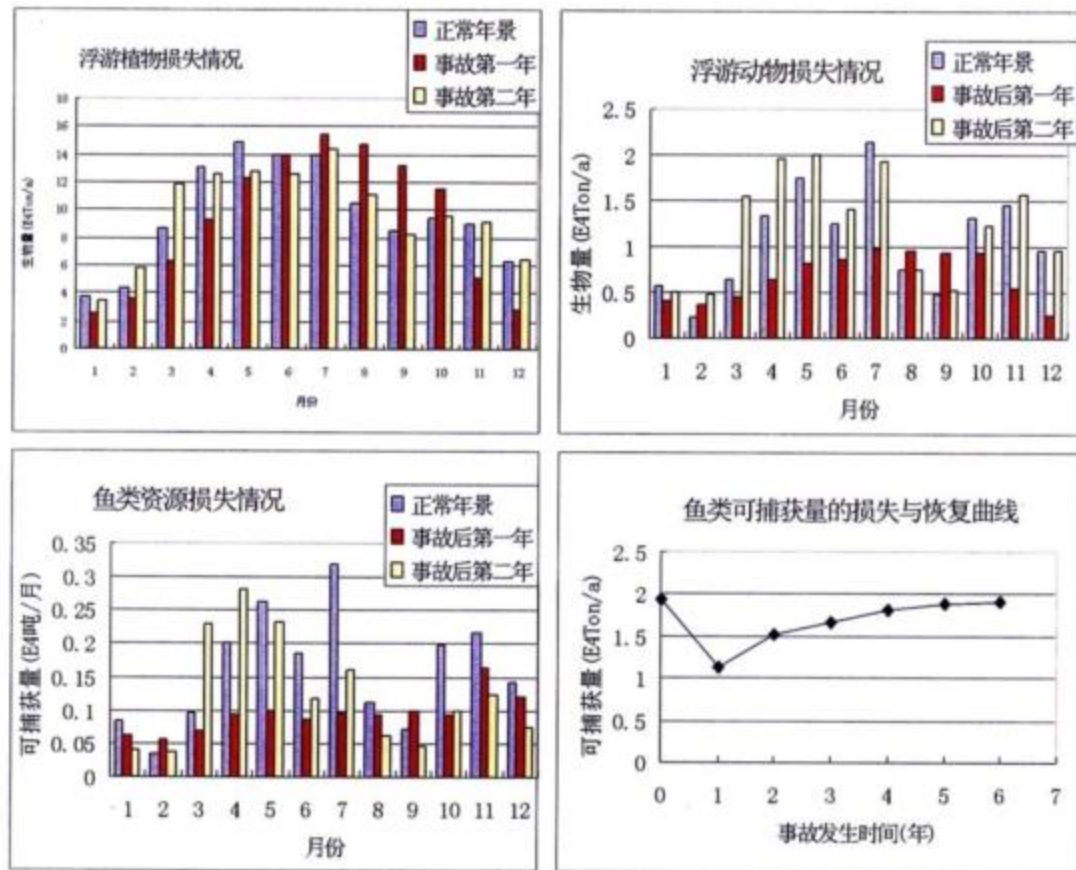 浮游植物损失情况
正常年景
事故第一年
事故第二年
生物量(E4Ton/a)
18
16
14
12
10
8
6
4
2
0
1 2 3 4 5 6 7 8 9 10 11 12
月份
浮游动物损失情况
正常年景
事故后第一年
事故后第二年
生物量(E4Ton/a)
2.5
2
1.5
1
0.5
0
1 2 3 4 5 6 7 8 9 10 11 12
月份
鱼类资源损失情况
正常年景
事故后第一年
事故后第二年
可捕获量(E4吨/月)
0.35
0.3
0.25
0.2
0.15
0.1
0.05
0
1 2 3 4 5 6 7 8 9 10 11 12
月份
鱼类可捕获量的损失与恢复曲线
可捕获量(E4Ton/a)
2.5
2
1.5
1
0.5
0
0 1 2 3 4 5 6 7
事故发生时间(年)